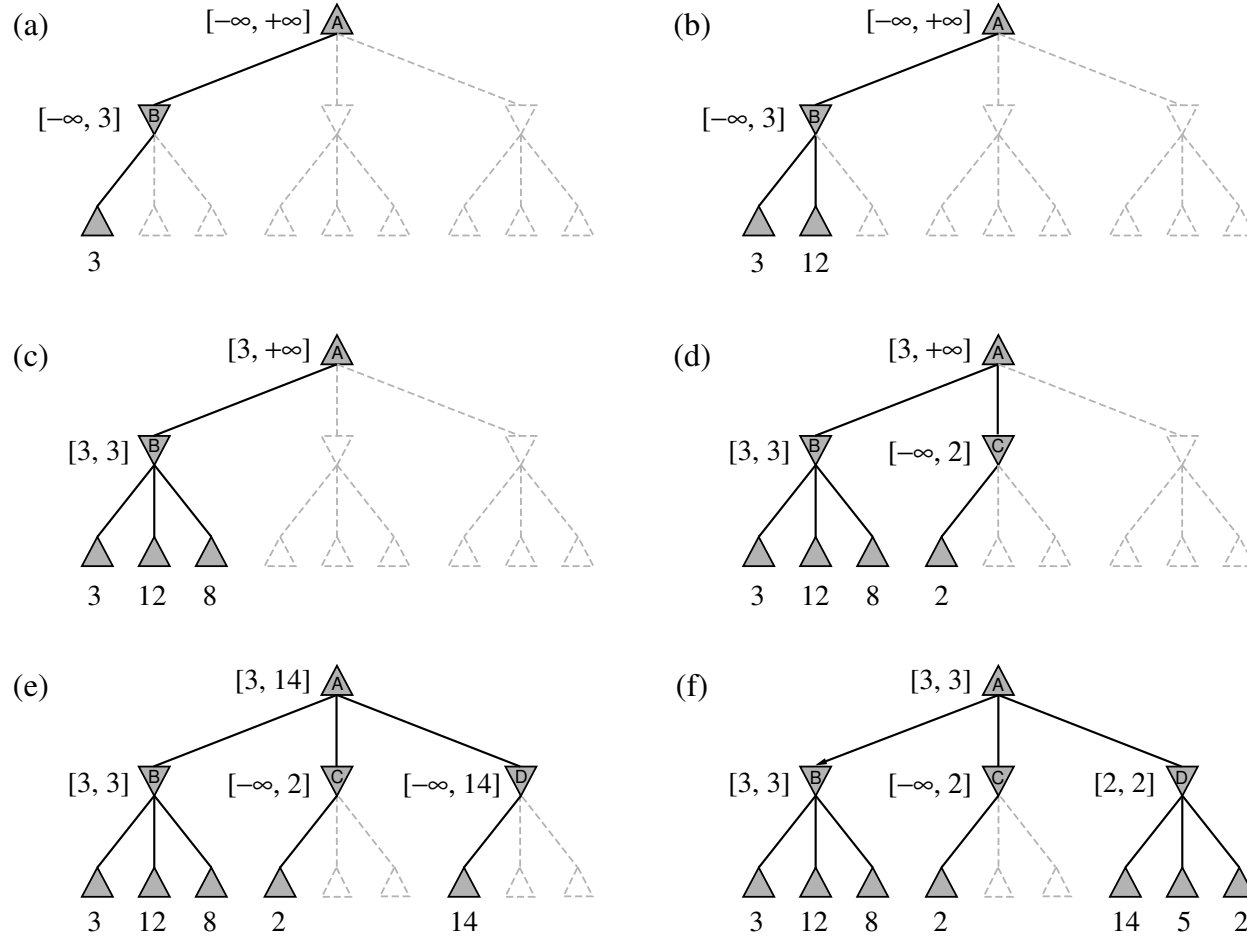 (a) [−∞, +∞] A (b) [−∞, +∞] A
[−∞, 3] B [−∞, 3] B
3 3 12
(c) [3, +∞] A (d) [3, +∞] A
[3, 3] B [3, 3] B [−∞, 2] C
3 12 8 3 12 8 2
(e) [3, 14] A (f) [3, 3] A
[3, 3] B [−∞, 2] C [−∞, 14] D [3, 3] B [−∞, 2] C [2, 2] D
3 12 8 2 14 3 12 8 2 14 5 2